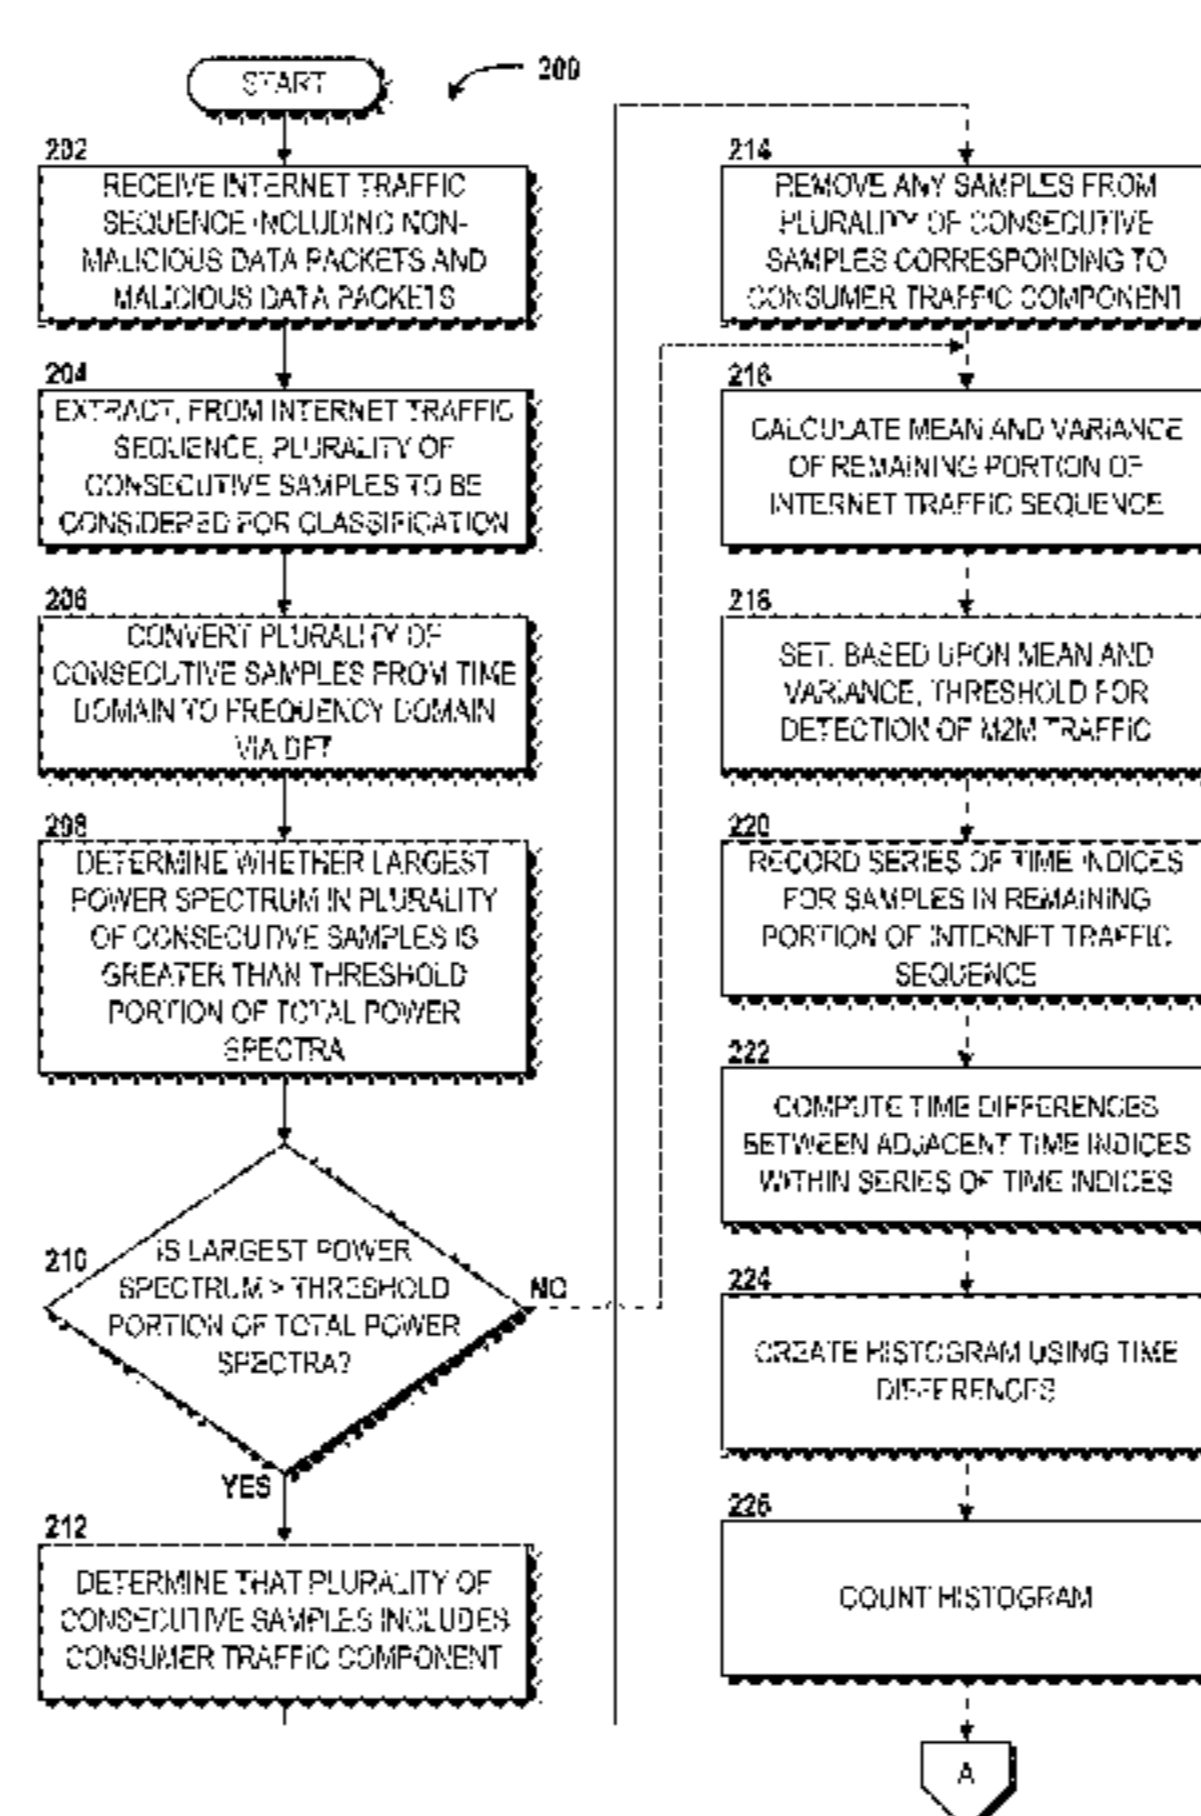 START
200
202
RECEIVE INTERNET TRAFFIC
SEQUENCE INCLUDING NON-
MALICIOUS DATA PACKETS AND
MALICIOUS DATA PACKETS
204
EXTRACT, FROM INTERNET TRAFFIC
SEQUENCE, PLURALITY OF
CONSECUTIVE SAMPLES TO BE
CONSIDERED FOR CLASSIFICATION
206
CONVERT PLURALITY OF
CONSECUTIVE SAMPLES FROM TIME
DOMAIN TO FREQUENCY DOMAIN
VIA DFT
208
DETERMINE WHETHER LARGEST
POWER SPECTRUM IN PLURALITY
OF CONSECUTIVE SAMPLES IS
GREATER THAN THRESHOLD
PORTION OF TOTAL POWER
SPECTRA
210
IS LARGEST POWER
SPECTRUM > THRESHOLD
PORTION OF TOTAL POWER
SPECTRA?
NO
YES
212
DETERMINE THAT PLURALITY OF
CONSECUTIVE SAMPLES INCLUDES
CONSUMER TRAFFIC COMPONENT
214
REMOVE ANY SAMPLES FROM
PLURALITY OF CONSECUTIVE
SAMPLES CORRESPONDING TO
CONSUMER TRAFFIC COMPONENT
216
CALCULATE MEAN AND VARIANCE
OF REMAINING PORTION OF
INTERNET TRAFFIC SEQUENCE
218
SET, BASED UPON MEAN AND
VARIANCE, THRESHOLD FOR
DETECTION OF M2M TRAFFIC
220
RECORD SERIES OF TIME INDICES
FOR SAMPLES IN REMAINING
PORTION OF INTERNET TRAFFIC
SEQUENCE
222
COMPUTE TIME DIFFERENCES
BETWEEN ADJACENT TIME INDICES
WITHIN SERIES OF TIME INDICES
224
CREATE HISTOGRAM USING TIME
DIFFERENCES
226
COUNT HISTOGRAM
A